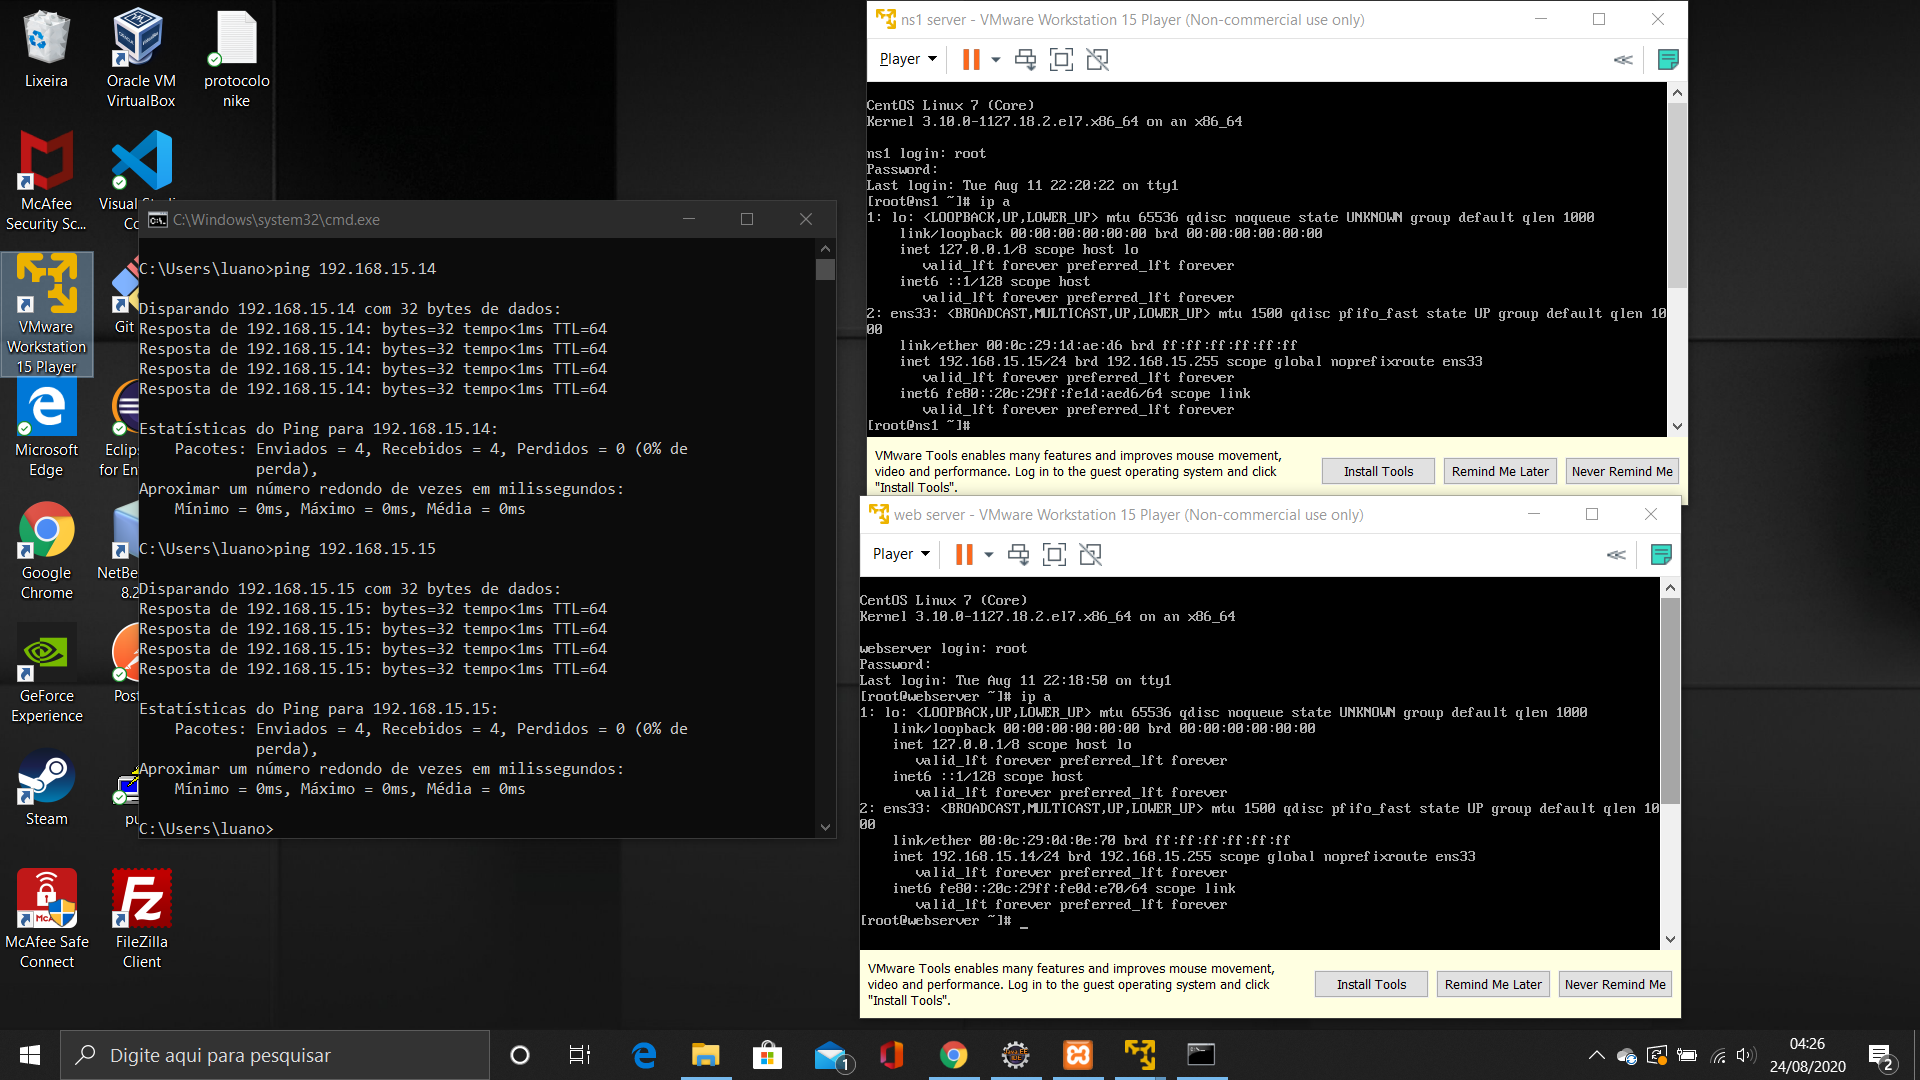 Lixeira
Oracle VM
VirtualBox
protocolo
nike
McAfee
Security Sc...
Visual
Co
VMware
Workstation
15 Player
Git
Microsoft
Edge
Eclip
for En
Google
Chrome
NetBe
8.2
GeForce
Experience
Post
Steam
pu
McAfee Safe
Connect
FileZilla
Client
C:\Windows\system32\cmd.exe
C:\Users\luano>ping 192.168.15.14
Disparando 192.168.15.14 com 32 bytes de dados:
Resposta de 192.168.15.14: bytes=32 tempo<1ms TTL=64
Resposta de 192.168.15.14: bytes=32 tempo<1ms TTL=64
Resposta de 192.168.15.14: bytes=32 tempo<1ms TTL=64
Resposta de 192.168.15.14: bytes=32 tempo<1ms TTL=64
Estatísticas do Ping para 192.168.15.14:
Pacotes: Enviados = 4, Recebidos = 4, Perdidos = 0 (0% de
perda),
Aproximar um número redondo de vezes em milissegundos:
Mínimo = 0ms, Máximo = 0ms, Média = 0ms
C:\Users\luano>ping 192.168.15.15
Disparando 192.168.15.15 com 32 bytes de dados:
Resposta de 192.168.15.15: bytes=32 tempo<1ms TTL=64
Resposta de 192.168.15.15: bytes=32 tempo<1ms TTL=64
Resposta de 192.168.15.15: bytes=32 tempo<1ms TTL=64
Resposta de 192.168.15.15: bytes=32 tempo<1ms TTL=64
Estatísticas do Ping para 192.168.15.15:
Pacotes: Enviados = 4, Recebidos = 4, Perdidos = 0 (0% de
perda),
Aproximar um número redondo de vezes em milissegundos:
Mínimo = 0ms, Máximo = 0ms, Média = 0ms
C:\Users\luano>
ns1 server - VMware Workstation 15 Player (Non-commercial use only)
Player
CentOS Linux 7 (Core)
Kernel 3.10.0-1127.18.2.el7.x86_64 on an x86_64
ns1 login: root
Password:
Last login: Tue Aug 11 22:20:22 on tty1
[root@ns1 ~]# ip a
1: lo: <LOOPBACK,UP,LOWER_UP> mtu 65536 qdisc noqueue state UNKNOWN group default qlen 1000
link/loopback 00:00:00:00:00:00 brd 00:00:00:00:00:00
inet 127.0.0.1/8 scope host lo
valid_lft forever preferred_lft forever
inet6 ::1/128 scope host
valid_lft forever preferred_lft forever
2: ens33: <BROADCAST,MULTICAST,UP,LOWER_UP> mtu 1500 qdisc pfifo_fast state UP group default qlen 10
00
link/ether 00:0c:29:1d:ae:d6 brd ff:ff:ff:ff:ff:ff
inet 192.168.15.15/24 brd 192.168.15.255 scope global noprefixroute ens33
valid_lft forever preferred_lft forever
inet6 fe80::20c:29ff:fe1d:aed6/64 scope link
valid_lft forever preferred_lft forever
[root@ns1 ~]#
VMware Tools enables many features and improves mouse movement,
video and performance. Log in to the guest operating system and click
"Install Tools".
Install Tools
Remind Me Later
Never Remind Me
web server - VMware Workstation 15 Player (Non-commercial use only)
Player
CentOS Linux 7 (Core)
Kernel 3.10.0-1127.18.2.el7.x86_64 on an x86_64
webserver login: root
Password:
Last login: Tue Aug 11 22:18:50 on tty1
[root@webserver ~]# ip a
1: lo: <LOOPBACK,UP,LOWER_UP> mtu 65536 qdisc noqueue state UNKNOWN group default qlen 1000
link/loopback 00:00:00:00:00:00 brd 00:00:00:00:00:00
inet 127.0.0.1/8 scope host lo
valid_lft forever preferred_lft forever
inet6 ::1/128 scope host
valid_lft forever preferred_lft forever
2: ens33: <BROADCAST,MULTICAST,UP,LOWER_UP> mtu 1500 qdisc pfifo_fast state UP group default qlen 10
00
link/ether 00:0c:29:0d:0e:70 brd ff:ff:ff:ff:ff:ff
inet 192.168.15.14/24 brd 192.168.15.255 scope global noprefixroute ens33
valid_lft forever preferred_lft forever
inet6 fe80::20c:29ff:fe0d:e70/64 scope link
valid_lft forever preferred_lft forever
[root@webserver ~]# _
VMware Tools enables many features and improves mouse movement,
video and performance. Log in to the guest operating system and click
"Install Tools".
Install Tools
Remind Me Later
Never Remind Me
Digite aqui para pesquisar
1
04:26
24/08/2020
2